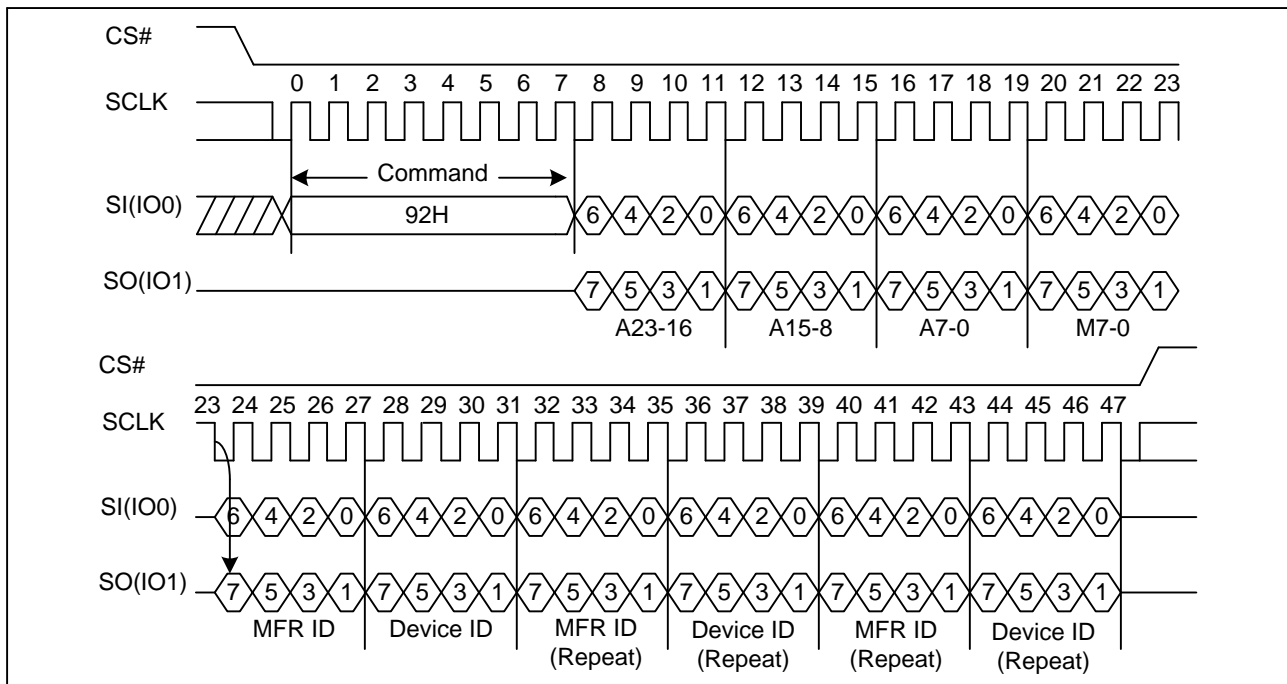 CS#
0 1 2 3 4 5 6 7 8 9 10 11 12 13 14 15 16 17 18 19 20 21 22 23
SCLK
Command
SI(IO0) 92H 6 4 2 0 6 4 2 0 6 4 2 0 6 4 2 0
SO(IO1) 7 5 3 1 7 5 3 1 7 5 3 1 7 5 3 1
A23-16 A15-8 A7-0 M7-0
CS#
23 24 25 26 27 28 29 30 31 32 33 34 35 36 37 38 39 40 41 42 43 44 45 46 47
SCLK
SI(IO0) 6 4 2 0 6 4 2 0 6 4 2 0 6 4 2 0 6 4 2 0 6 4 2 0
SO(IO1) 7 5 3 1 7 5 3 1 7 5 3 1 7 5 3 1 7 5 3 1 7 5 3 1
MFR ID Device ID MFR ID Device ID MFR ID Device ID
(Repeat) (Repeat) (Repeat) (Repeat)